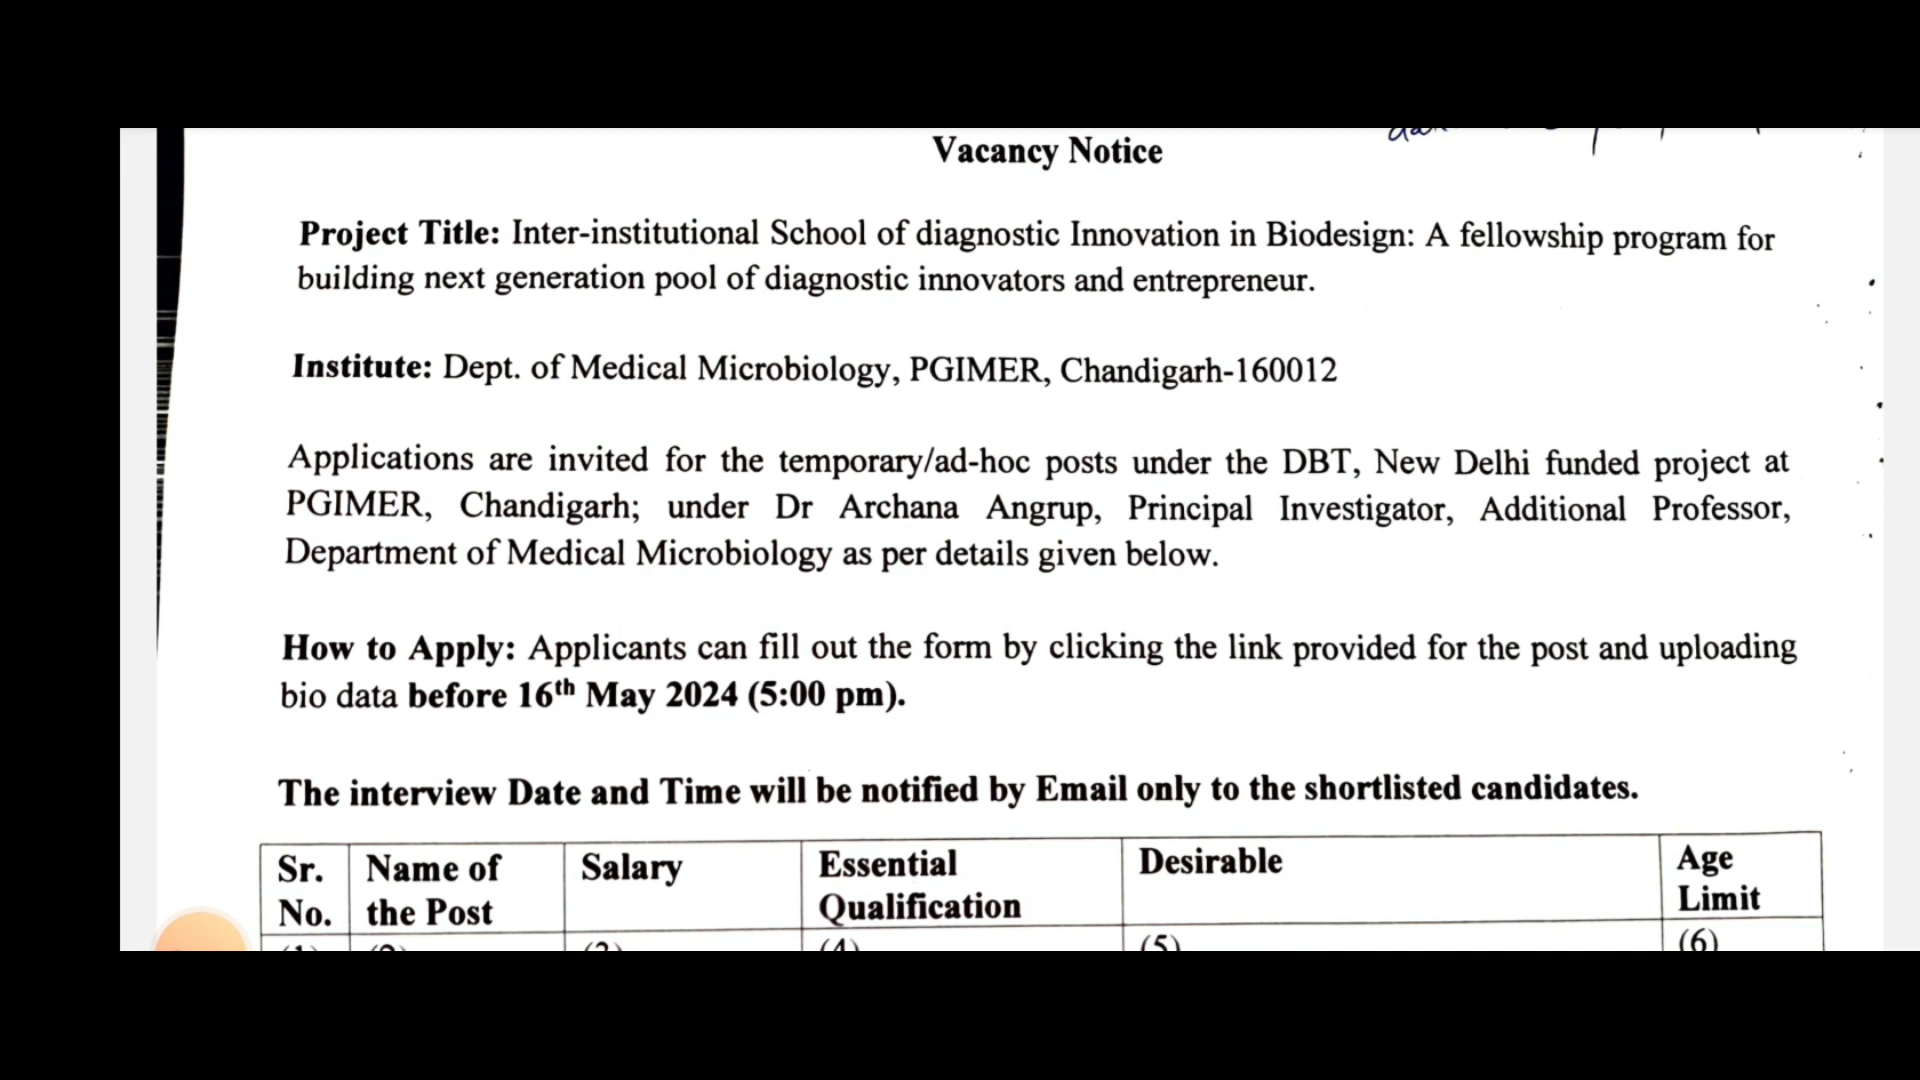 Vacancy Notice
Project Title: Inter-institutional School of diagnostic Innovation in Biodesign: A fellowship program for
building next generation pool of diagnostic innovators and entrepreneur.
Institute: Dept. of Medical Microbiology, PGIMER, Chandigarh-160012
Applications are invited for the temporary/ad-hoc posts under the DBT, New Delhi funded project at
PGIMER, Chandigarh; under Dr Archana Angrup, Principal Investigator, Additional Professor,
Department of Medical Microbiology as per details given below.
How to Apply: Applicants can fill out the form by clicking the link provided for the post and uploading
bio data before 16th May 2024 (5:00 pm).
The interview Date and Time will be notified by Email only to the shortlisted candidates.
Sr. No.
Name of the Post
Salary
Essential Qualification
Desirable
Age Limit
(1) (2) (3) (4) (5) (6)